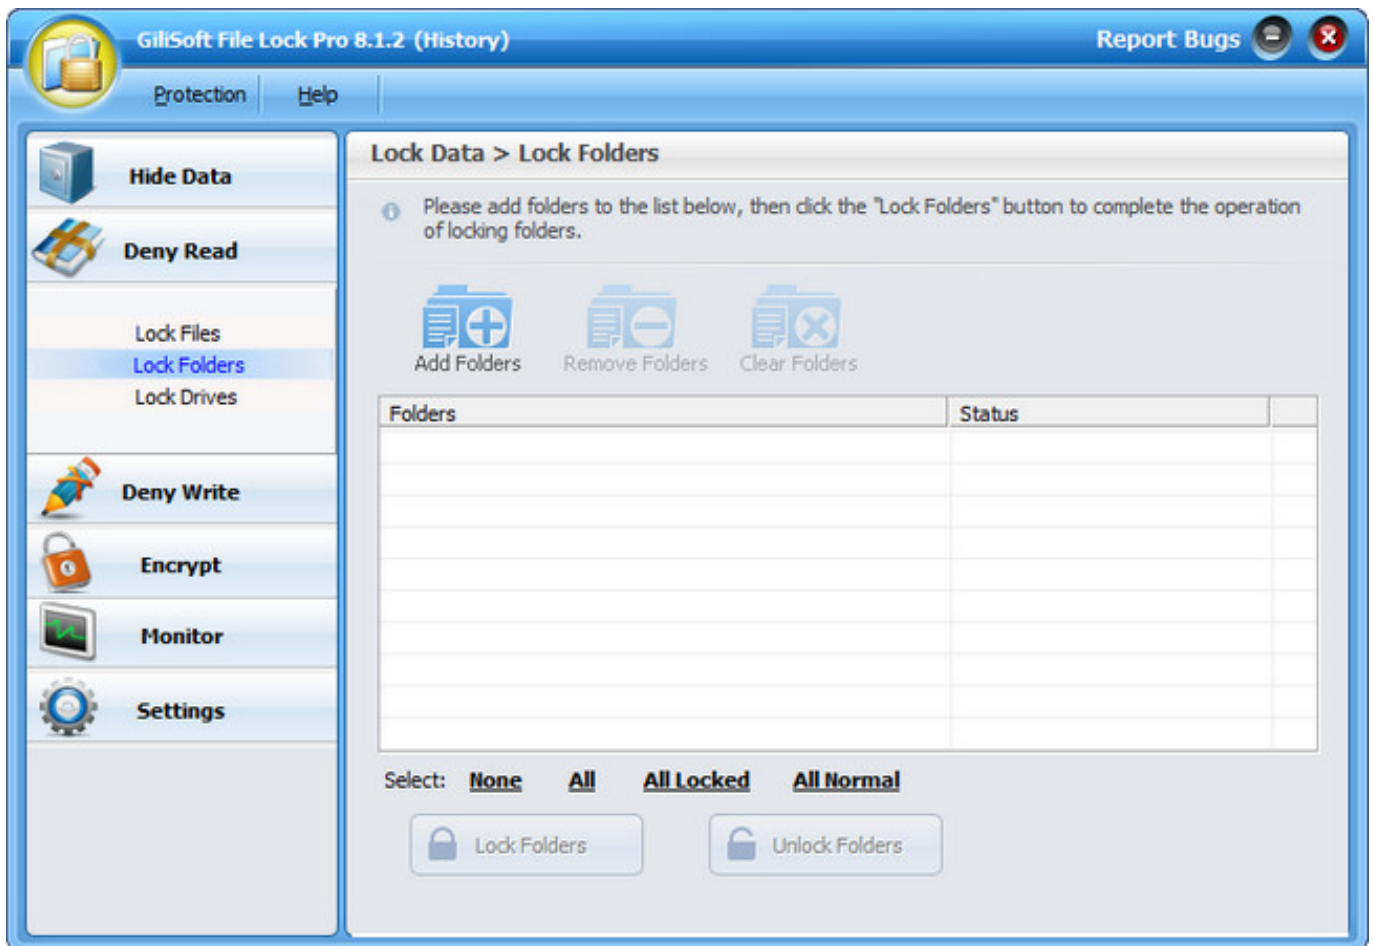 GiliSoft File Lock Pro 8.1.2 (History)
Report Bugs
Protection
Help
Hide Data
Deny Read
Lock Files
Lock Folders
Lock Drives
Deny Write
Encrypt
Monitor
Settings
Lock Data > Lock Folders
Please add folders to the list below, then click the "Lock Folders" button to complete the operation
of locking folders.
Add Folders
Remove Folders
Clear Folders
Folders
Status
Select: None All All Locked All Normal
Lock Folders
Unlock Folders